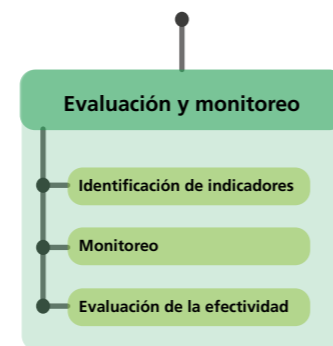 Evaluación y monitoreo
Identificación de indicadores
Monitoreo
Evaluación de la efectividad